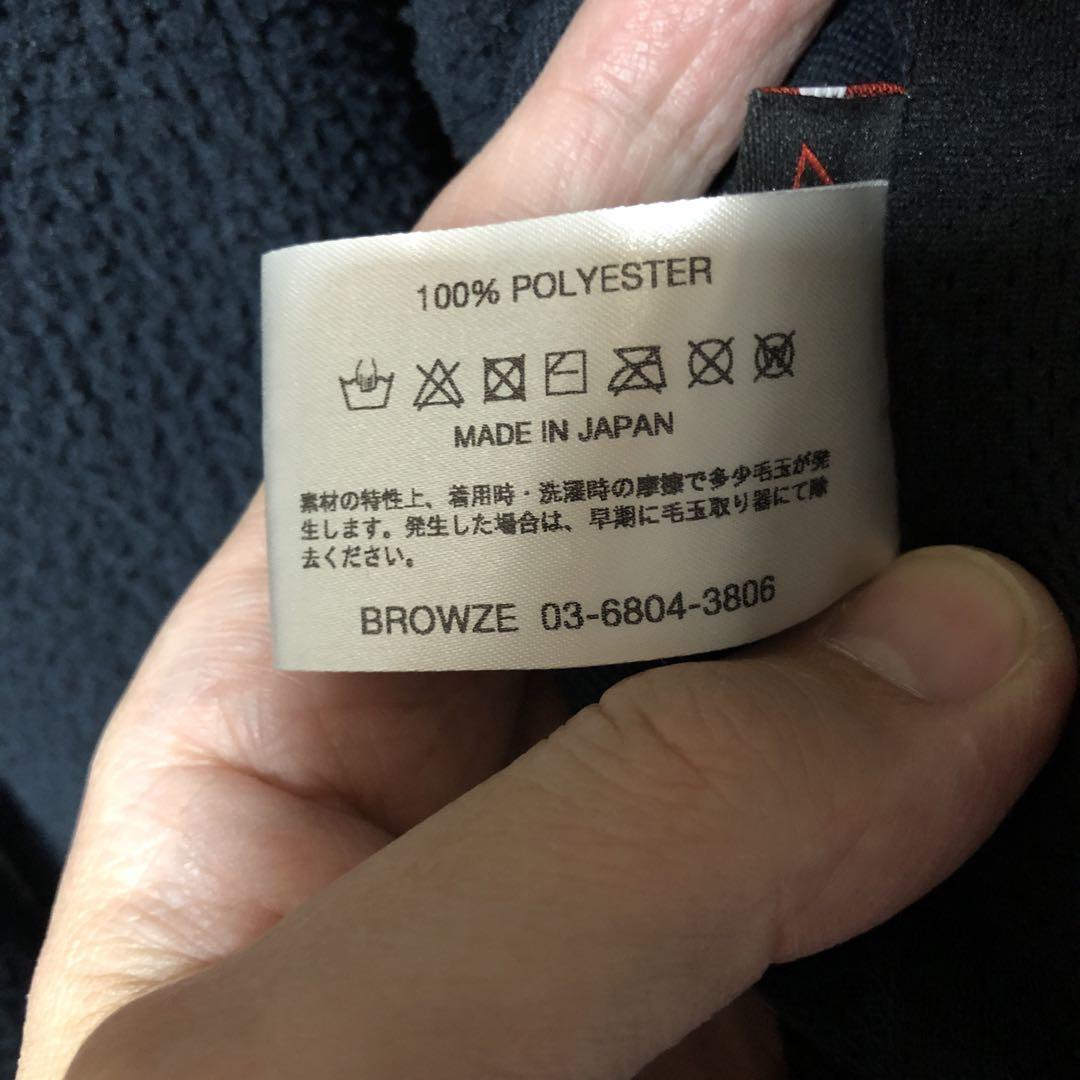 100% POLYESTER
MADE IN JAPAN
素材の特性上、着用時・洗濯時の摩擦で多少毛玉が発
生します。発生した場合は、早期に毛玉取り器にて除
去ください。
BROWZE 03-6804-3806